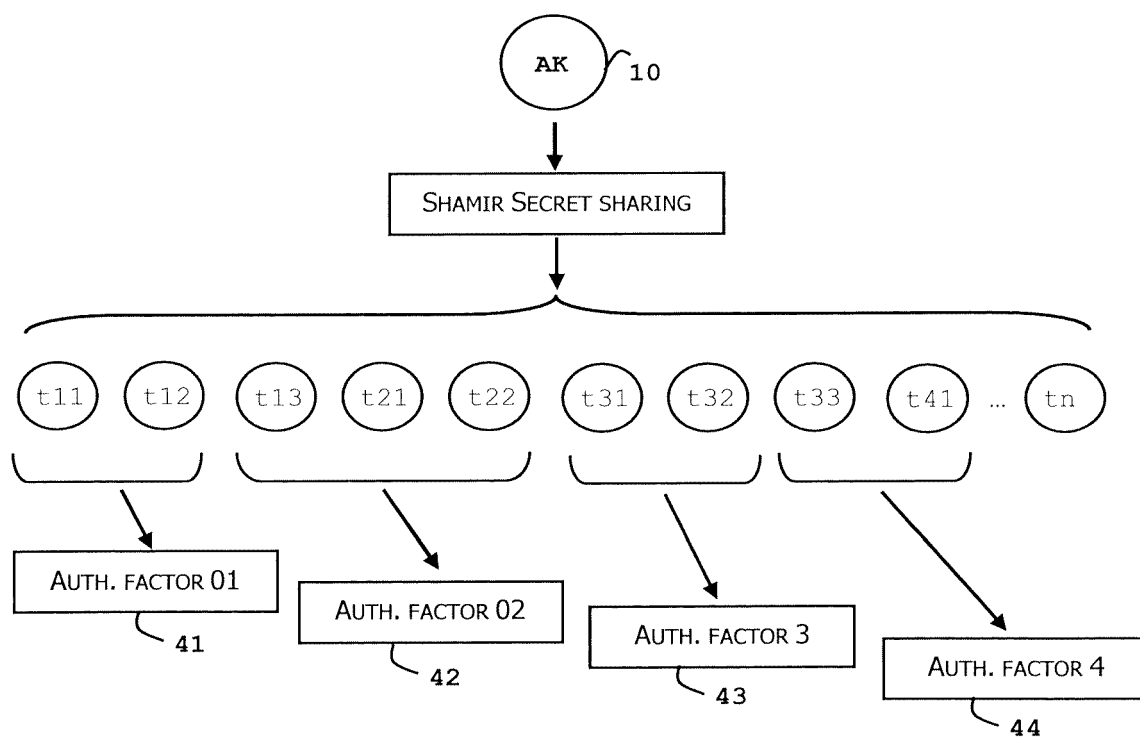 AK
10
SHAMIR SECRET SHARING
t11 t12 t13 t21 t22 t31 t32 t33 t41 ... tn
AUTH. FACTOR 01
41
AUTH. FACTOR 02
42
AUTH. FACTOR 3
43
AUTH. FACTOR 4
44